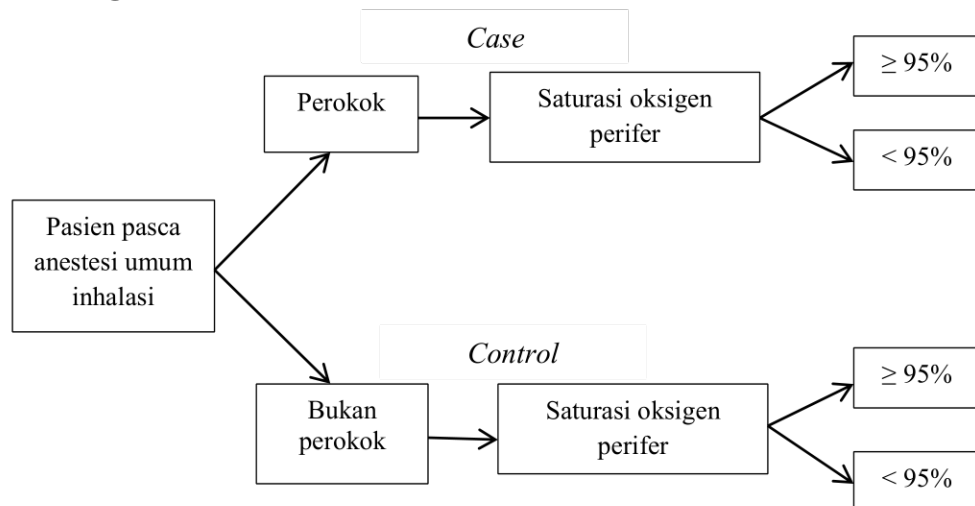 Case
Perokok
Saturasi oksigen
perifer
≥ 95%
< 95%
Pasien pasca
anestesi umum
inhalasi
Control
Bukan
perokok
Saturasi oksigen
perifer
≥ 95%
< 95%